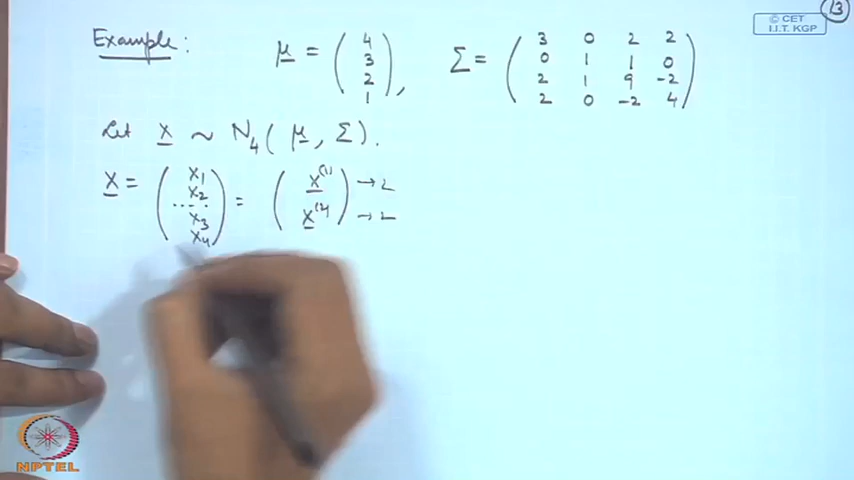 13
© CET
I.I.T. KGP
Example: μ = (4 3 2 1), Σ = (3 0 2 2
0 1 1 0
2 1 9 -2
2 0 -2 4)
Let X ~ N₄(μ, Σ).
X = (X₁ X₂ .... X₃ X₄) = (X⁽¹⁾ X⁽²⁾) → 2 → 2
NPTEL